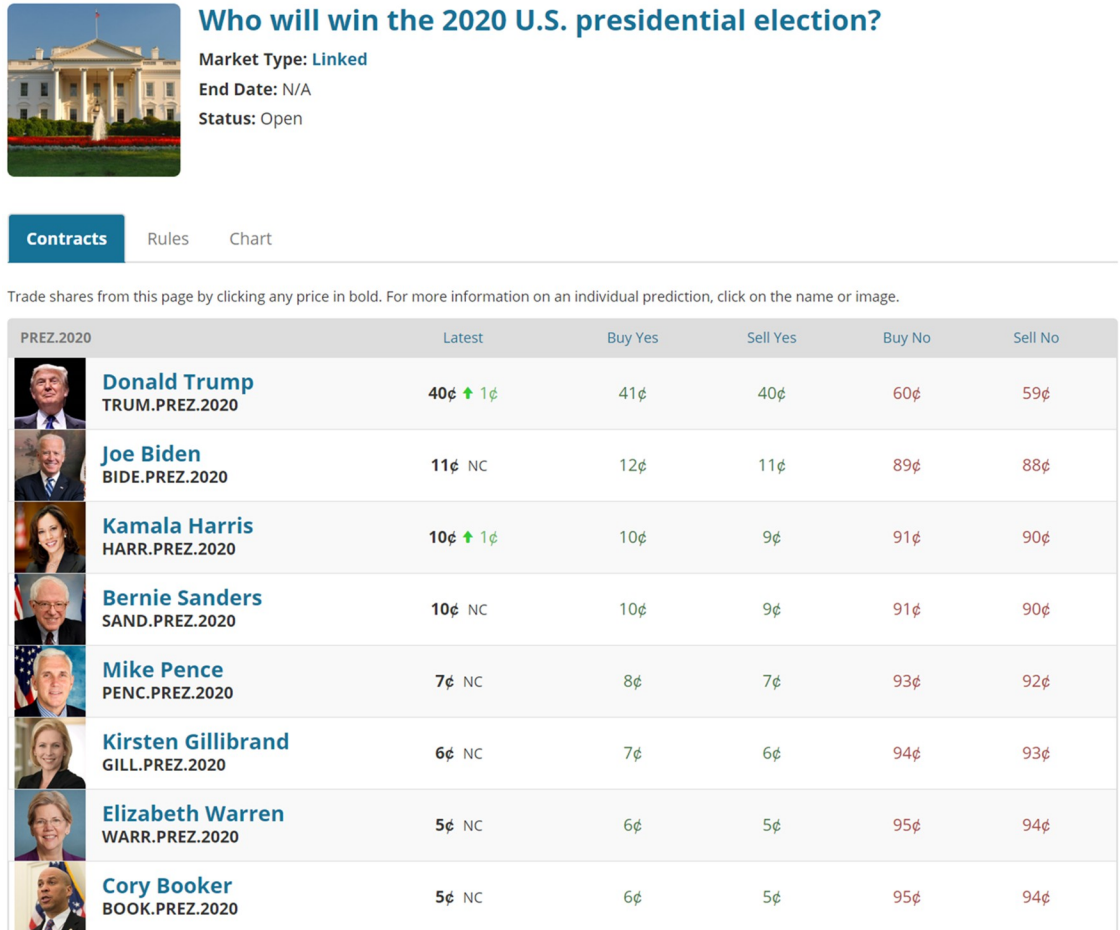 Who will win the 2020 U.S. presidential election?
Market Type: Linked
End Date: N/A
Status: Open
Contracts Rules Chart
Trade shares from this page by clicking any price in bold. For more information on an individual prediction, click on the name or image.
PREZ.2020 Latest Buy Yes Sell Yes Buy No Sell No
Donald Trump
TRUM.PREZ.2020
40¢ 1¢ 41¢ 40¢ 60¢ 59¢
Joe Biden
BIDE.PREZ.2020
11¢ NC 12¢ 11¢ 89¢ 88¢
Kamala Harris
HARR.PREZ.2020
10¢ 1¢ 10¢ 9¢ 91¢ 90¢
Bernie Sanders
SAND.PREZ.2020
10¢ NC 10¢ 9¢ 91¢ 90¢
Mike Pence
PENC.PREZ.2020
7¢ NC 8¢ 7¢ 93¢ 92¢
Kirsten Gillibrand
GILL.PREZ.2020
6¢ NC 7¢ 6¢ 94¢ 93¢
Elizabeth Warren
WARR.PREZ.2020
5¢ NC 6¢ 5¢ 95¢ 94¢
Cory Booker
BOOK.PREZ.2020
5¢ NC 6¢ 5¢ 95¢ 94¢